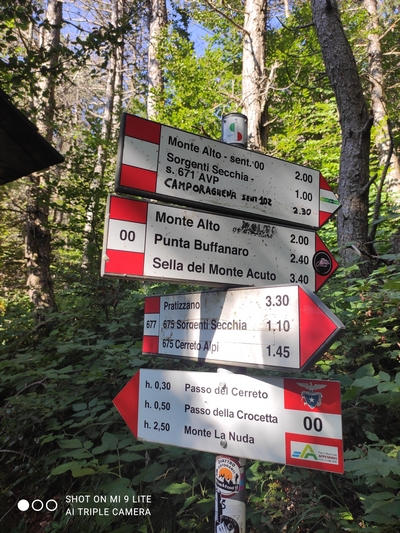 Monte Alto - sent.00 2.00
Sorgenti Secchia - s. 671 AVP 1.00
CAMPORAGHENA SENT 102 2.30
00
Monte Alto 2.00
Punta Buffanaro 2.40
Sella del Monte Acuto 3.40
Pratizzano 3.30
677 675 Sorgenti Secchia 1.10
675 Cerreto Alpi 1.45
h. 0,30 Passo del Cerreto
h. 0,50 Passo della Crocetta 00
h. 2,50 Monte La Nuda
SHOT ON MI 9 LITE
AI TRIPLE CAMERA